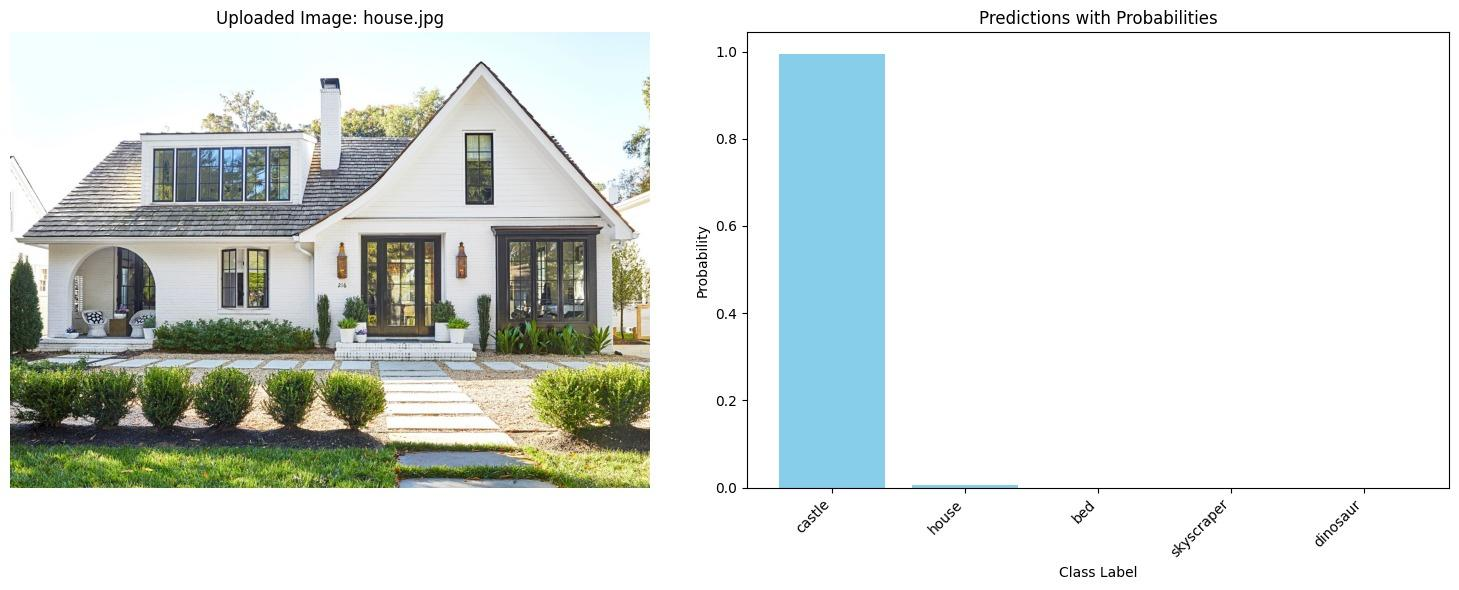 Uploaded Image: house.jpg
216
Predictions with Probabilities
Probability
1.0
0.8
0.6
0.4
0.2
0.0
castle
house
bed
skyscraper
dinosaur
Class Label